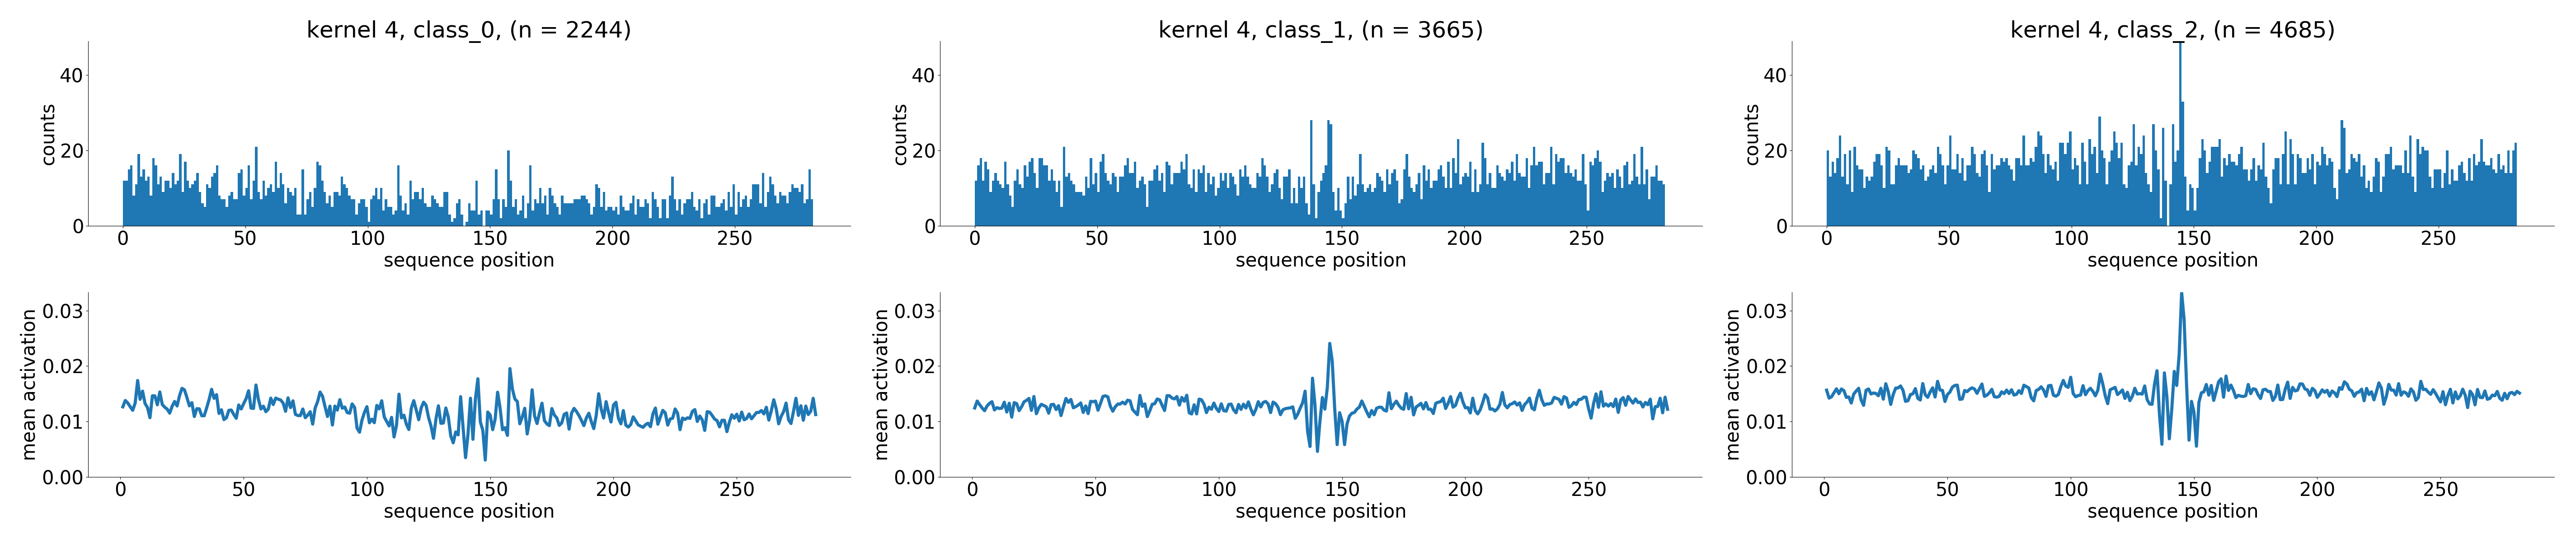 kernel 4, class_0, (n = 2244)
counts
40
20
0
0 50 100 150 200 250
sequence position
kernel 4, class_1, (n = 3665)
counts
40
20
0
0 50 100 150 200 250
sequence position
kernel 4, class_2, (n = 4685)
counts
40
20
0
0 50 100 150 200 250
sequence position
mean activation
0.03
0.02
0.01
0.00
0 50 100 150 200 250
sequence position
mean activation
0.03
0.02
0.01
0.00
0 50 100 150 200 250
sequence position
mean activation
0.03
0.02
0.01
0.00
0 50 100 150 200 250
sequence position